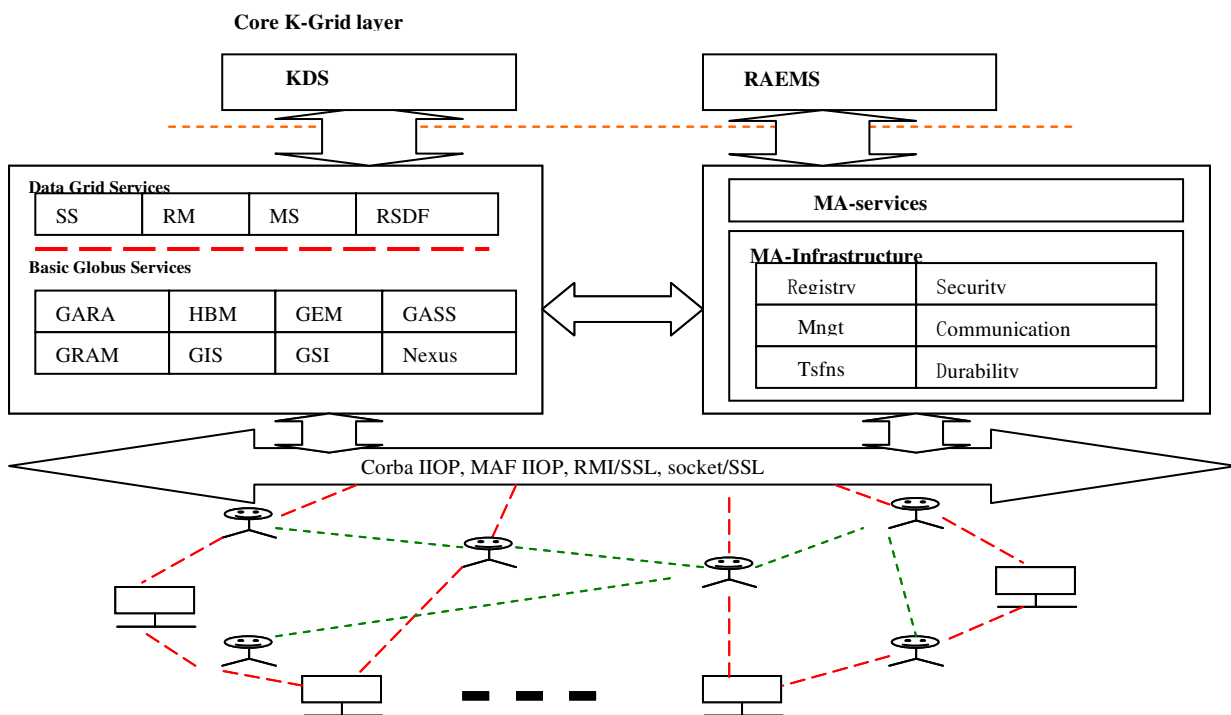 Core K-Grid layer
KDS
RAEMS
Data Grid Services
SS RM MS RSDF
Basic Globus Services
GARA HBM GEM GASS
GRAM GIS GSI Nexus
MA-services
MA-Infrastructure
Registry Security
Mngt Communication
Tsfns Durability
Corba IIOP, MAF IIOP, RMI/SSL, socket/SSL